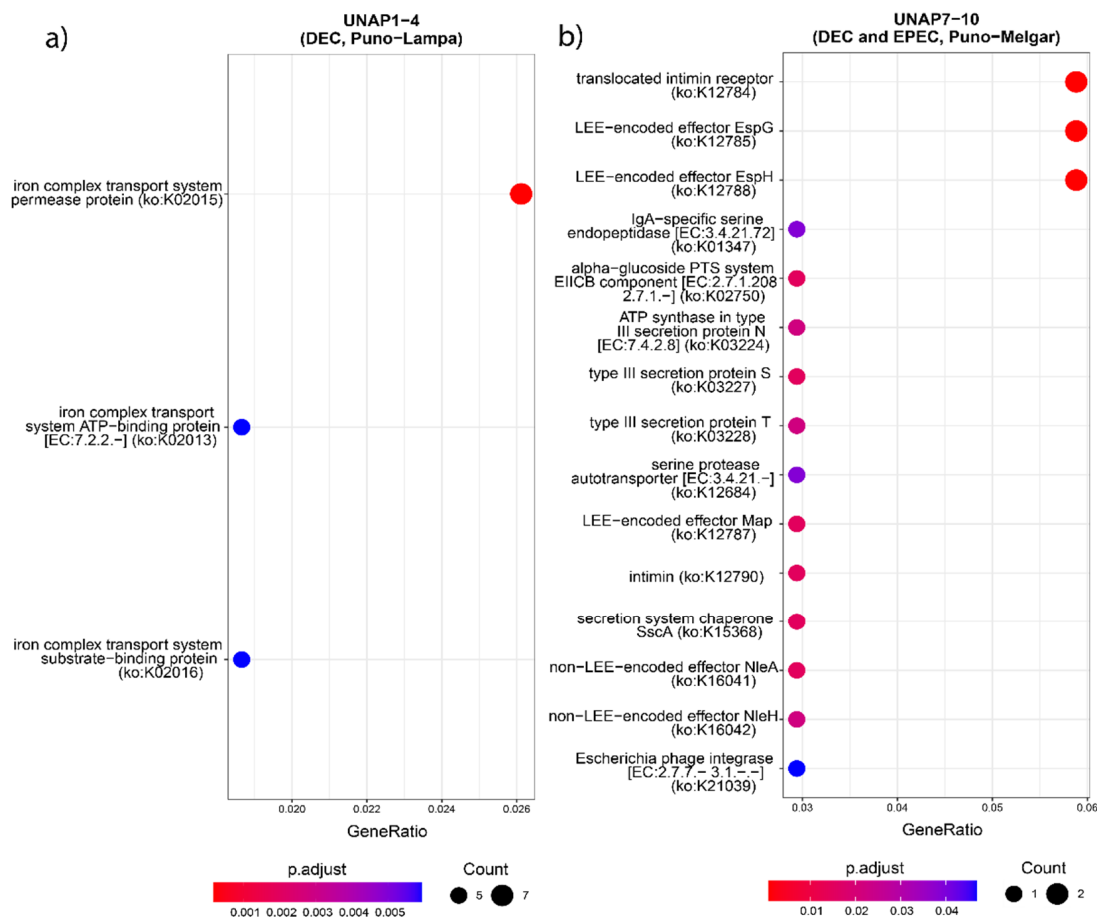 a)
UNAP1−4
(DEC, Puno−Lampa)
iron complex transport system
permease protein (ko:K02015)
iron complex transport
system ATP−binding protein
[EC:7.2.2.−] (ko:K02013)
iron complex transport system
substrate−binding protein
(ko:K02016)
0.020
0.022
0.024
0.026
GeneRatio
p.adjust
0.001 0.002 0.003 0.004 0.005
Count
5
7
b)
UNAP7−10
(DEC and EPEC, Puno−Melgar)
translocated intimin receptor
(ko:K12784)
LEE−encoded effector EspG
(ko:K12785)
LEE−encoded effector EspH
(ko:K12788)
IgA−specific serine
endopeptidase [EC:3.4.21.72]
(ko:K01347)
alpha−glucoside PTS system
EIICB component [EC:2.7.1.208
2.7.1.−] (ko:K02750)
ATP synthase in type
III secretion protein N
[EC:7.4.2.8] (ko:K03224)
type III secretion protein S
(ko:K03227)
type III secretion protein T
(ko:K03228)
serine protease
autotransporter [EC:3.4.21.−]
(ko:K12684)
LEE−encoded effector Map
(ko:K12787)
intimin (ko:K12790)
secretion system chaperone
SscA (ko:K15368)
non−LEE−encoded effector NleA
(ko:K16041)
non−LEE−encoded effector NleH
(ko:K16042)
Escherichia phage integrase
[EC:2.7.7.− 3.1.−.−]
(ko:K21039)
0.03
0.04
0.05
0.06
GeneRatio
p.adjust
0.01 0.02 0.03 0.04
Count
1
2